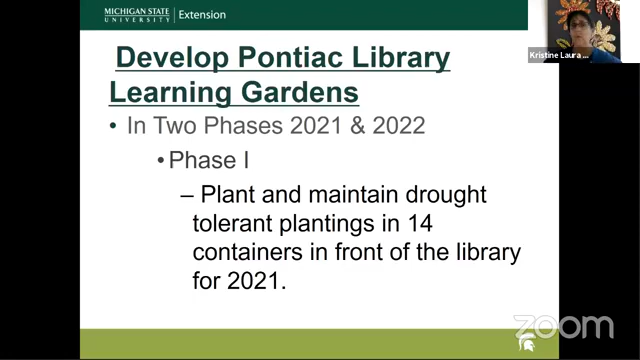 MICHIGAN STATE
UNIVERSITY
Extension
Kristine Laura ...
Develop Pontiac Library
Learning Gardens
• In Two Phases 2021 & 2022
• Phase I
– Plant and maintain drought
tolerant plantings in 14
containers in front of the library
for 2021.
zoom